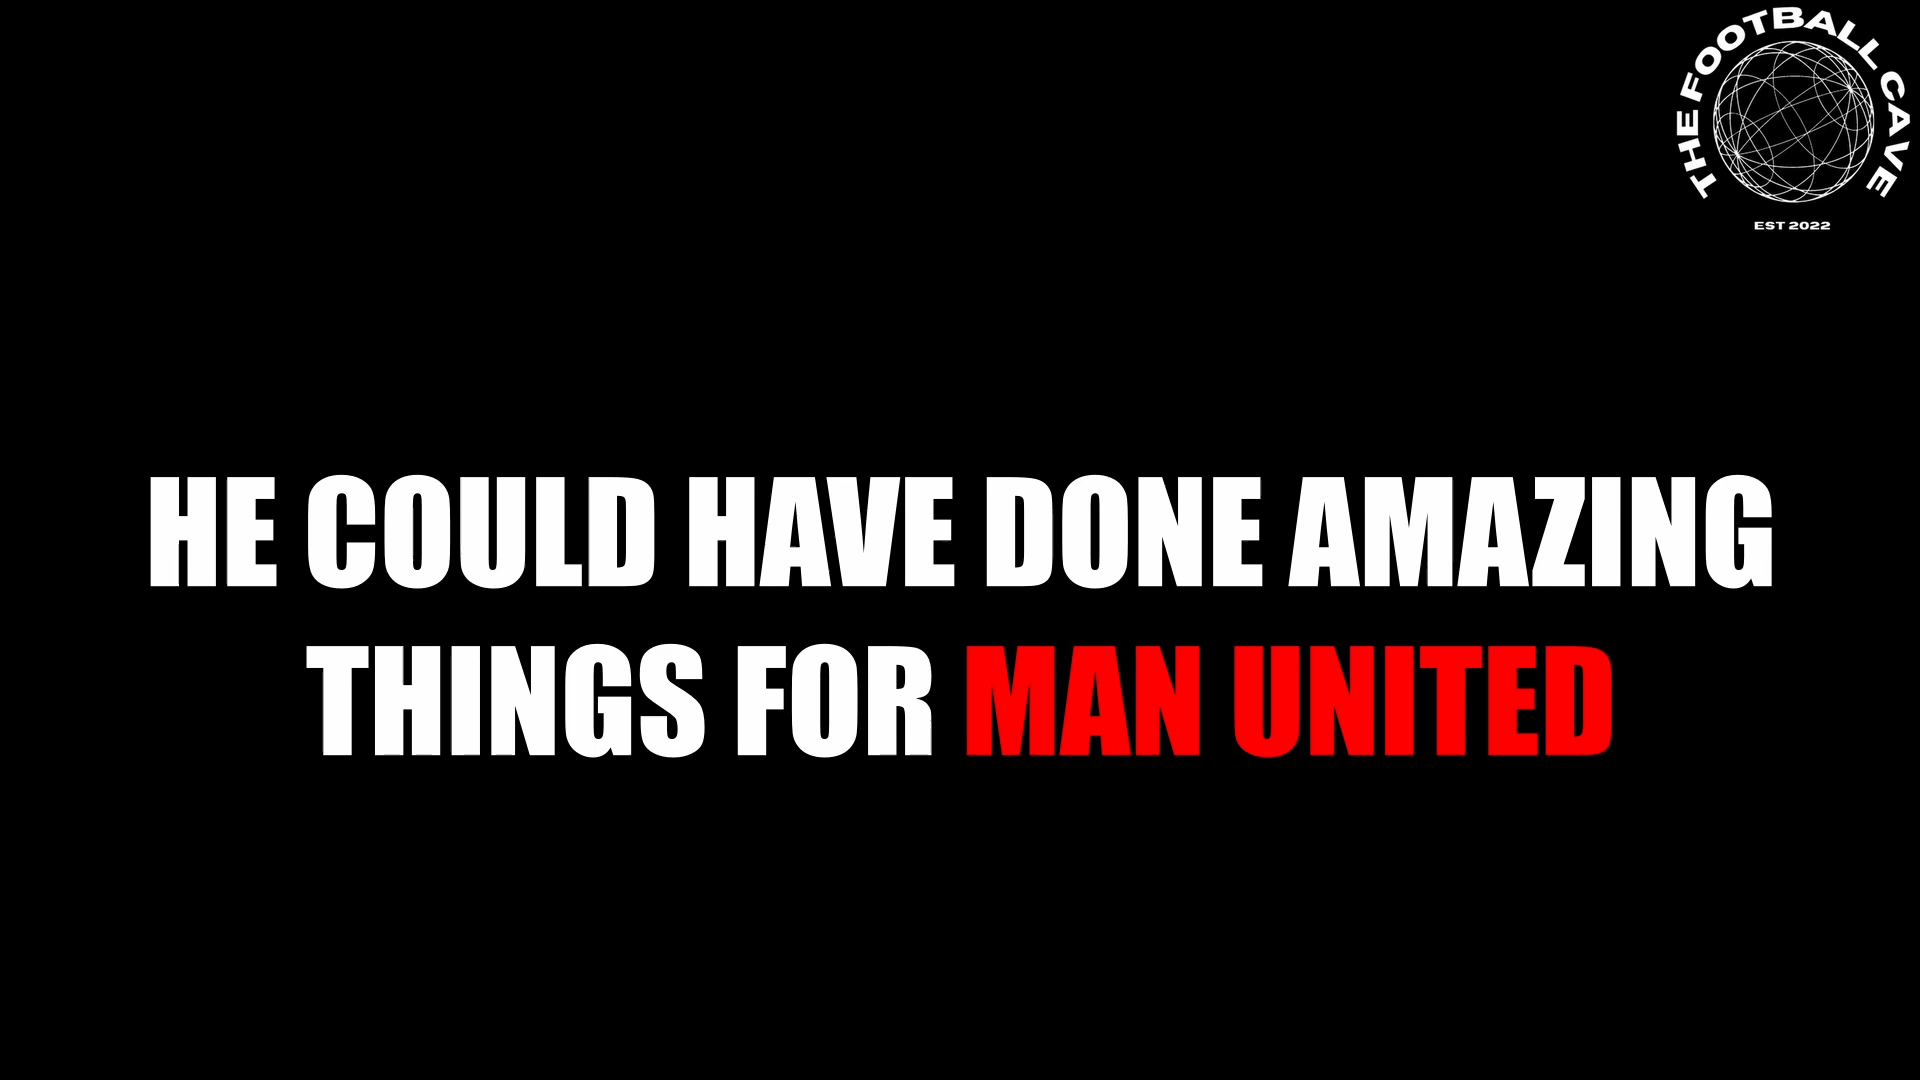 THE FOOTBALL CAVE
EST 2022
HE COULD HAVE DONE AMAZING
THINGS FOR MAN UNITED